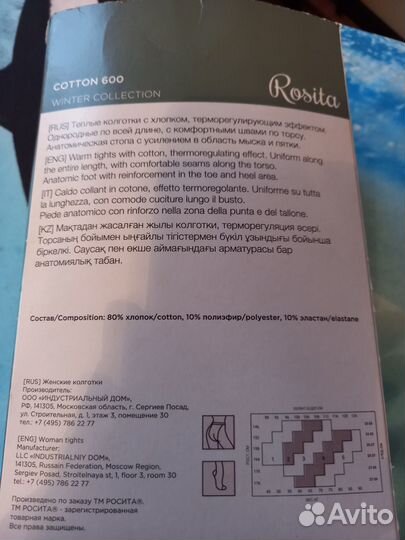 COTTON 600
WINTER COLLECTION
Rosita
[RUS] Теплые колготки с хлопком, терморегулирующим эффектом.
Однородные по всей длине, с комфортными швами по торсу.
Анатомическая стопа с усилением в область мыска и пятки.
[ENG] Warm tights with cotton, thermoregulating effect. Uniform along
the entire length, with comfortable seams along the torso.
Anatomic foot with reinforcement in the toe and heel area.
[IT] Caldo collant in cotone, effetto termoregolante. Uniforme su tutta
la lunghezza, con comode cuciture lungo il busto.
Piede anatomico con rinforzo nella zona della punta e del tallone.
[KZ] Мақтадан жасалған жылы колготки, терморегуляция әсері.
Торсаның бойымен ыңғайлы тігістермен бүкіл ұзындығы бойынша
біркелкі. Саусақ пен өкше аймағындағы арматурасы бар
анатомиялық табан.
Состав/Composition: 80% хлопок/cotton, 10% полиэфир/polyester, 10% эластан/elastane
[RUS] Женские колготки
Производитель:
ООО «ИНДУСТРИАЛЬНЫЙ ДОМ»,
РФ, 141305, Московская область, г. Сергиев Посад,
ул. Строительная, д. 1, этаж 3, помещение 30
тел.: +7 (495) 786 22 77
[ENG] Woman tights
Manufacturer:
LLC «INDUSTRIALNIY DOM»,
141305, Russian Federation, Moscow Region,
Sergiev Posad, Stroitelnaya st, 1, floor 3, room 30
tel.: +7 (495) 786 22 77
Произведено по заказу ТМ РОСИТА®.
ТМ РОСИТА® - зарегистрированная
торговая марка.
Все права защищены.
Avito